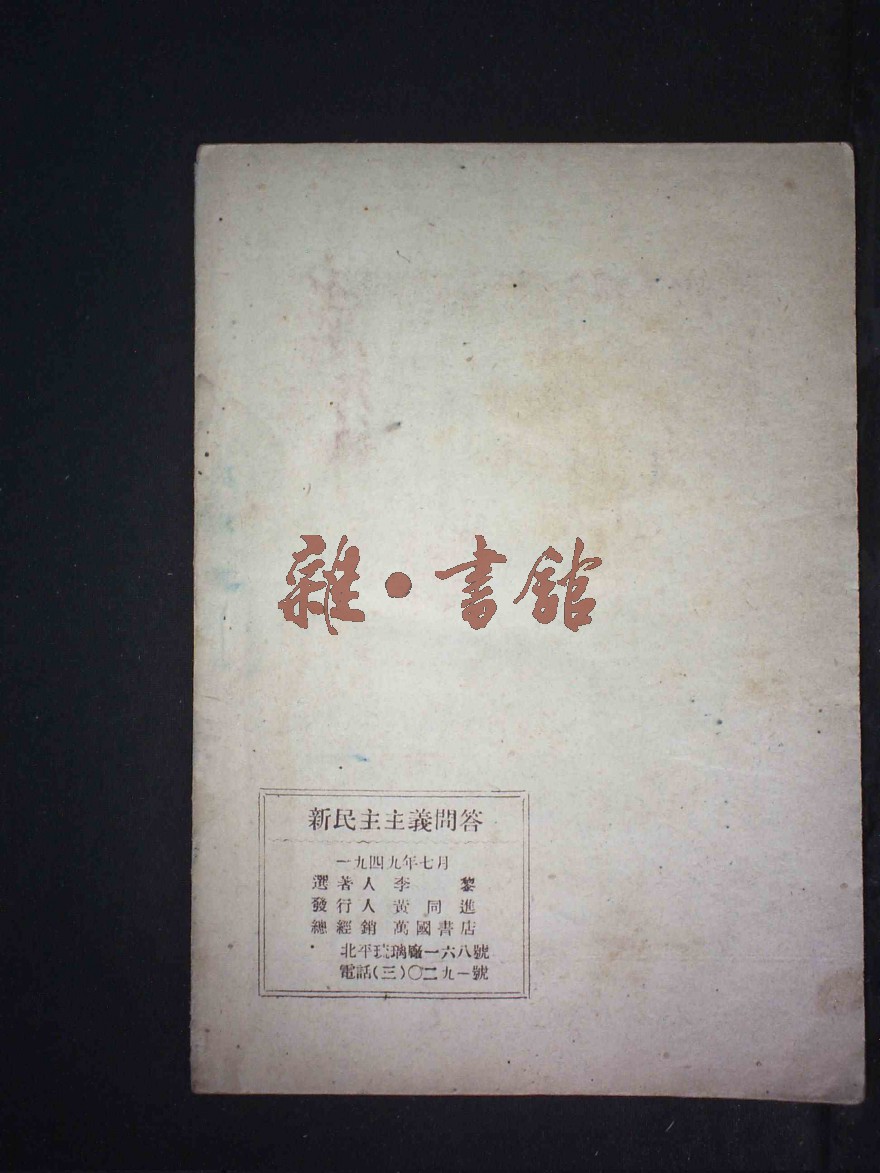 雜·書館
新民主主義問答
一九四九年七月
選著人 李 黎
發行人 黄同進
總經銷 萬國書店
北平琉璃廠一六八號
電話(三)〇二九一號